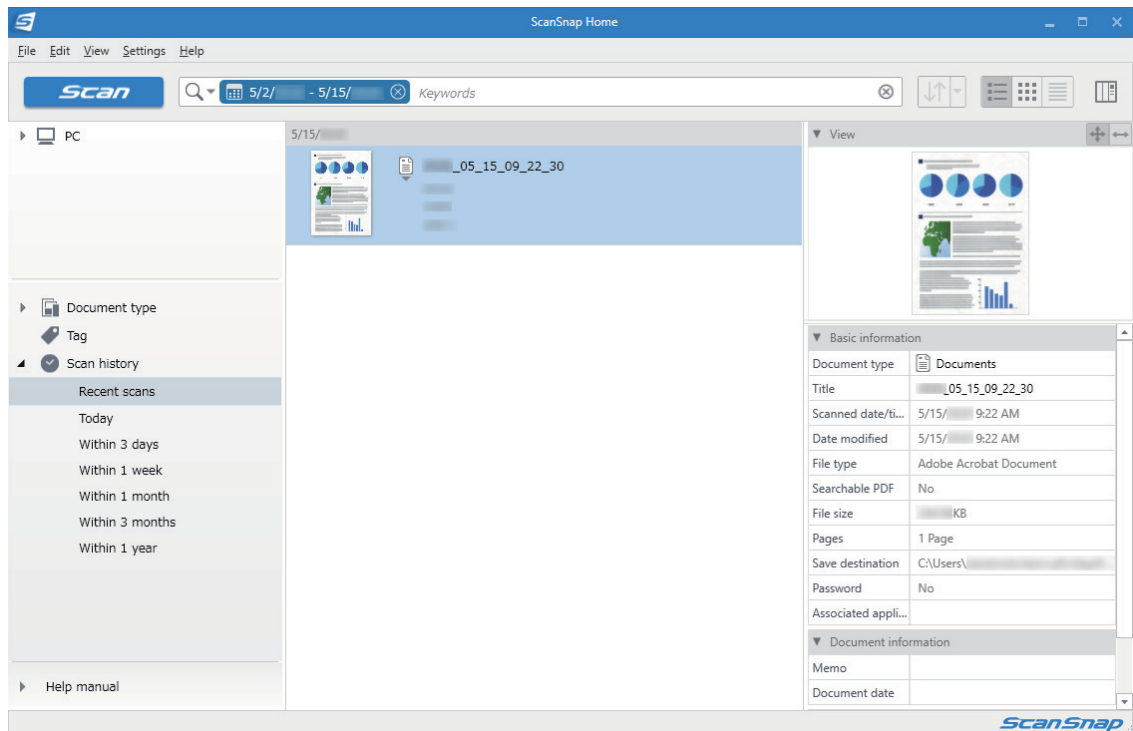 ScanSnap Home
File Edit View Settings Help
Scan
5/2/ - 5/15/ Keywords
PC
Document type
Tag
Scan history
Recent scans
Today
Within 3 days
Within 1 week
Within 1 month
Within 3 months
Within 1 year
Help manual
5/15/
_05_15_09_22_30
View
Basic information
Document type Documents
Title _05_15_09_22_30
Scanned date/ti... 5/15/ 9:22 AM
Date modified 5/15/ 9:22 AM
File type Adobe Acrobat Document
Searchable PDF No
File size KB
Pages 1 Page
Save destination C:\Users\
Password No
Associated appli...
Document information
Memo
Document date
ScanSnap